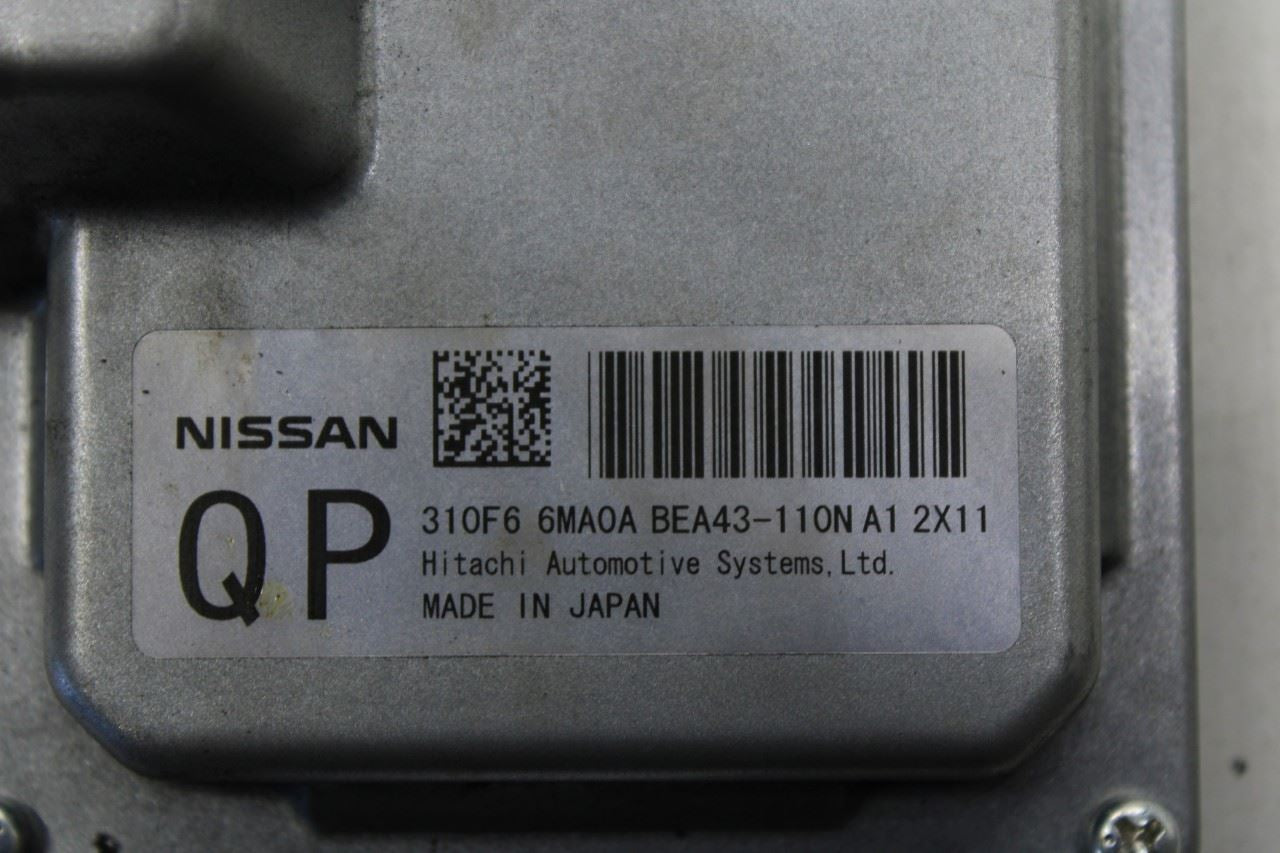 NISSAN
QP
310F6 6MA0A BEA43-110N A1 2X11
Hitachi Automotive Systems,Ltd.
MADE IN JAPAN